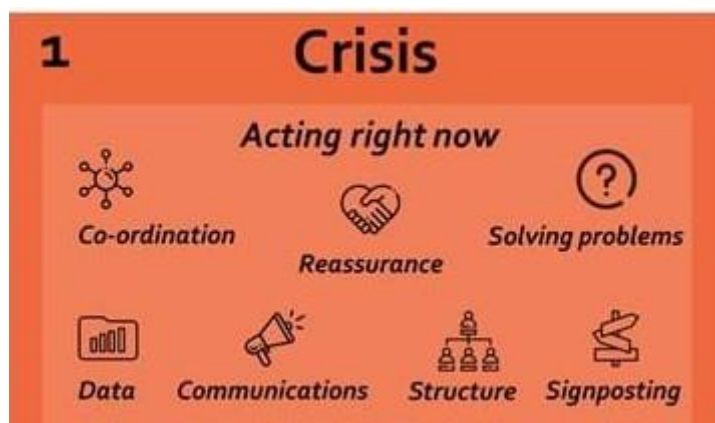 1 Crisis
Acting right now
Co-ordination
Reassurance
Solving problems
Data
Communications
Structure
Signposting